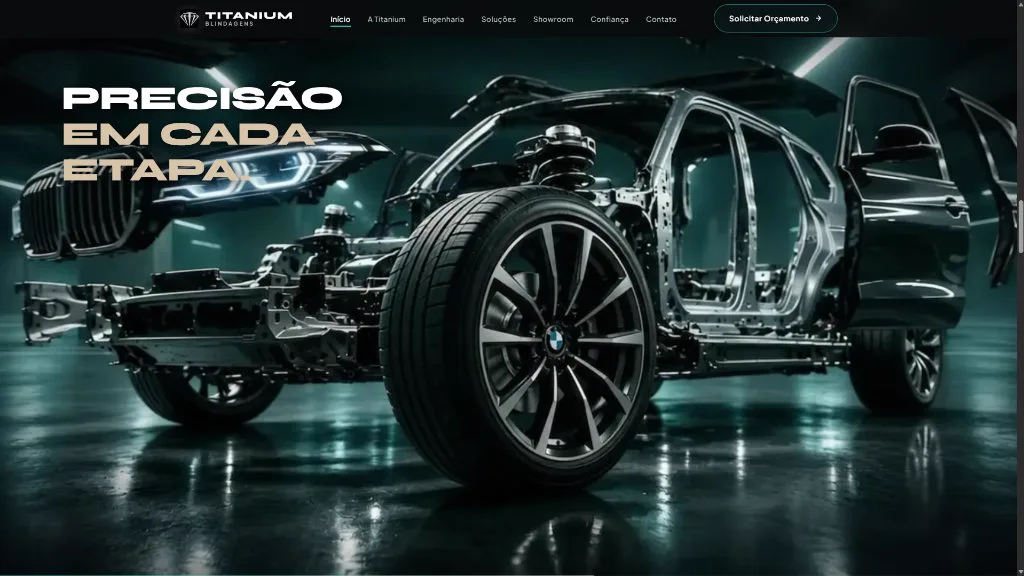 TITANIUM
BLINDAGENS
Início
A Titanium
Engenharia
Soluções
Showroom
Confiança
Contato
Solicitar Orçamento →
PRECISÃO
EM CADA
ETAPA.